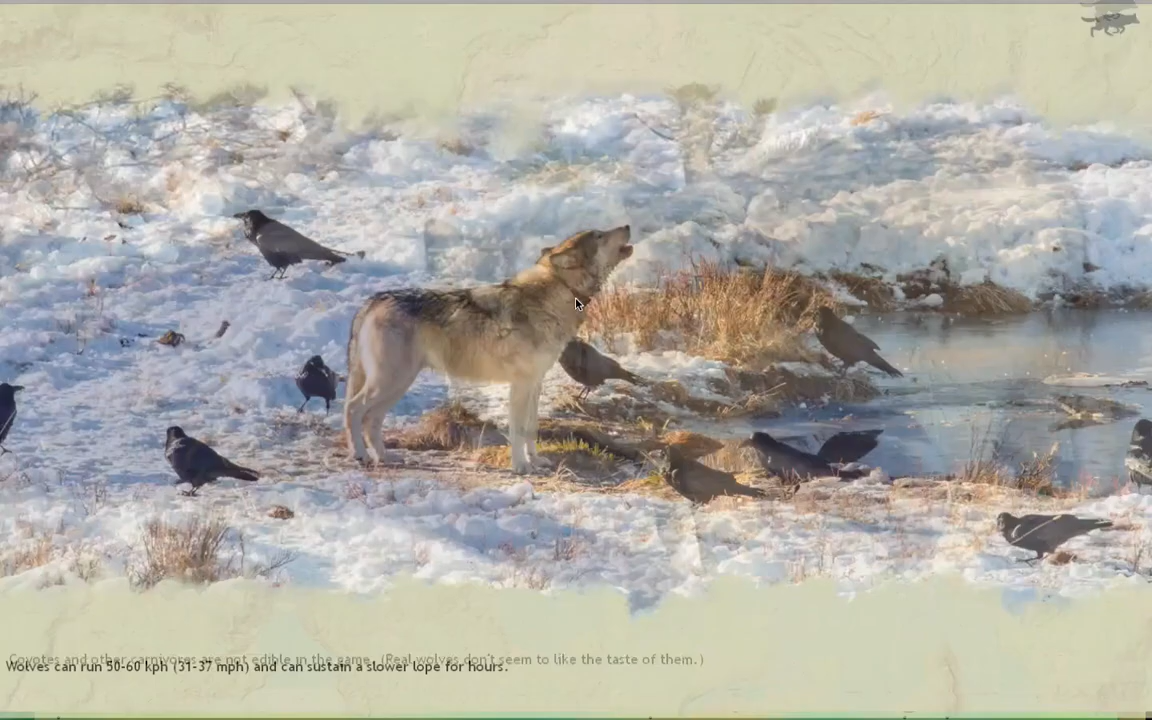 Coyotes and other carnivores are not edible in the game. (Real wolves don't seem to like the taste of them.)
Wolves can run 50-60 kph (31-37 mph) and can sustain a slower lope for hours.